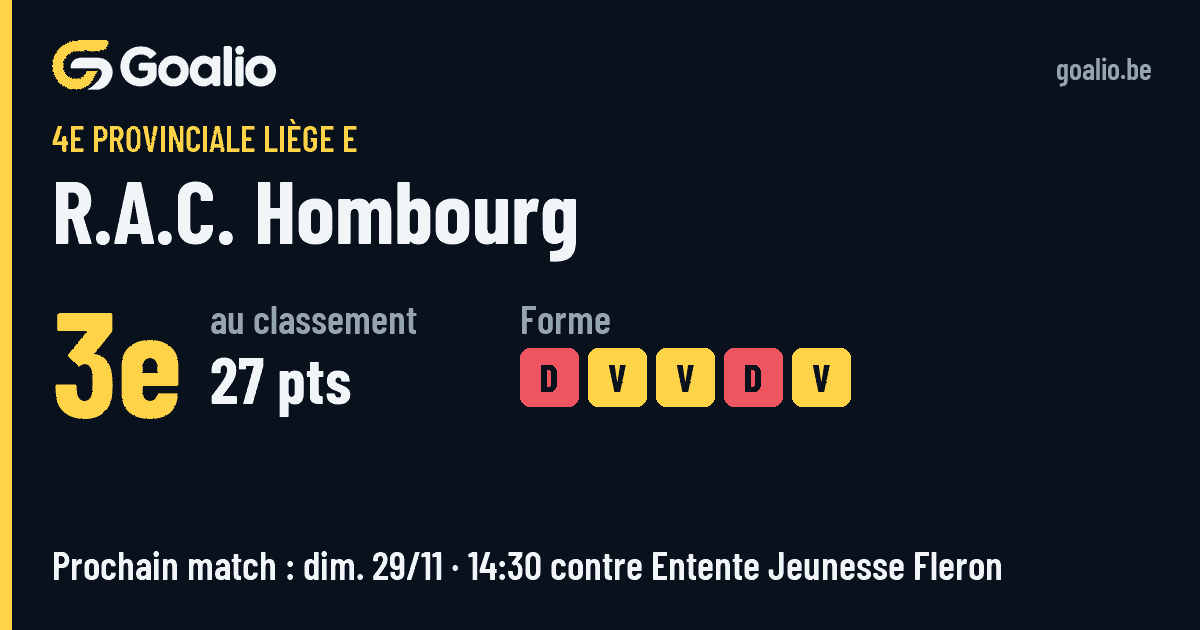 Goalio
goalio.be
4E PROVINCIALE LIÈGE E
R.A.C. Hombourg
3e
au classement
27 pts
Forme
D V V D V
Prochain match : dim. 29/11 · 14:30 contre Entente Jeunesse Fleron